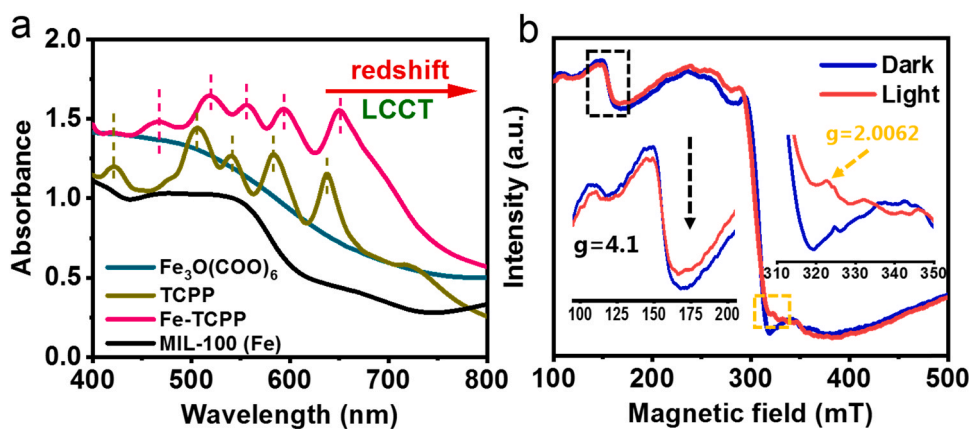 a
2.0
1.5
1.0
0.5
0.0
Absorbance
redshift
LCCT
Fe₃O(COO)₆
TCPP
Fe-TCPP
MIL-100 (Fe)
400 500 600 700 800
Wavelength (nm)
b
Intensity (a.u.)
Dark
Light
g=2.0062
g=4.1
100 125 150 175 200
310 320 330 340 350
100 200 300 400 500
Magnetic field (mT)